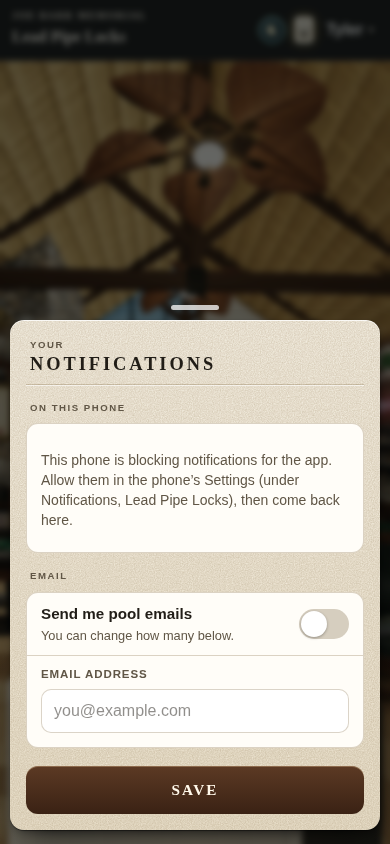 Lead Pipe Locks
Tyler
YOUR
NOTIFICATIONS
ON THIS PHONE
This phone is blocking notifications for the app.
Allow them in the phone’s Settings (under
Notifications, Lead Pipe Locks), then come back
here.
EMAIL
Send me pool emails
You can change how many below.
EMAIL ADDRESS
you@example.com
SAVE